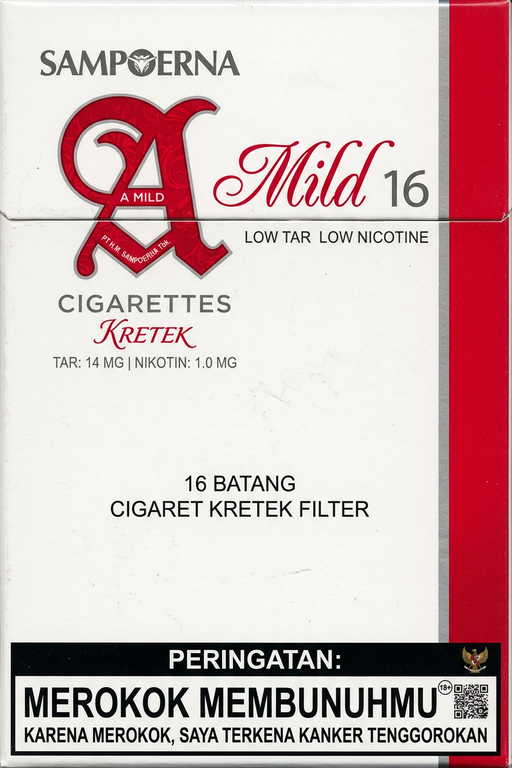 SAMPOERNA
A MILD
PT H.M. SAMPOERNA Tbk.
Mild 16
LOW TAR LOW NICOTINE
CIGARETTES
KRETEK
TAR: 14 MG | NIKOTIN: 1.0 MG
16 BATANG
CIGARET KRETEK FILTER
PERINGATAN:
MEROKOK MEMBUNUHMU
18+
KARENA MEROKOK, SAYA TERKENA KANKER TENGGOROKAN